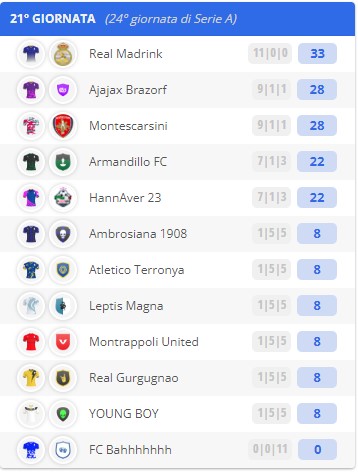 21° GIORNATA (24° giornata di Serie A)
Real Madrink 11|0|0 33
Ajajax Brazorf 9|1|1 28
Montescarsini 9|1|1 28
Armandillo FC 7|1|3 22
HannAver 23 7|1|3 22
Ambrosiana 1908 1|5|5 8
Atletico Terronya 1|5|5 8
Leptis Magna 1|5|5 8
Montrappoli United 1|5|5 8
Real Gurgugnao 1|5|5 8
YOUNG BOY 1|5|5 8
FC Bahhhhhhh 0|0|11 0